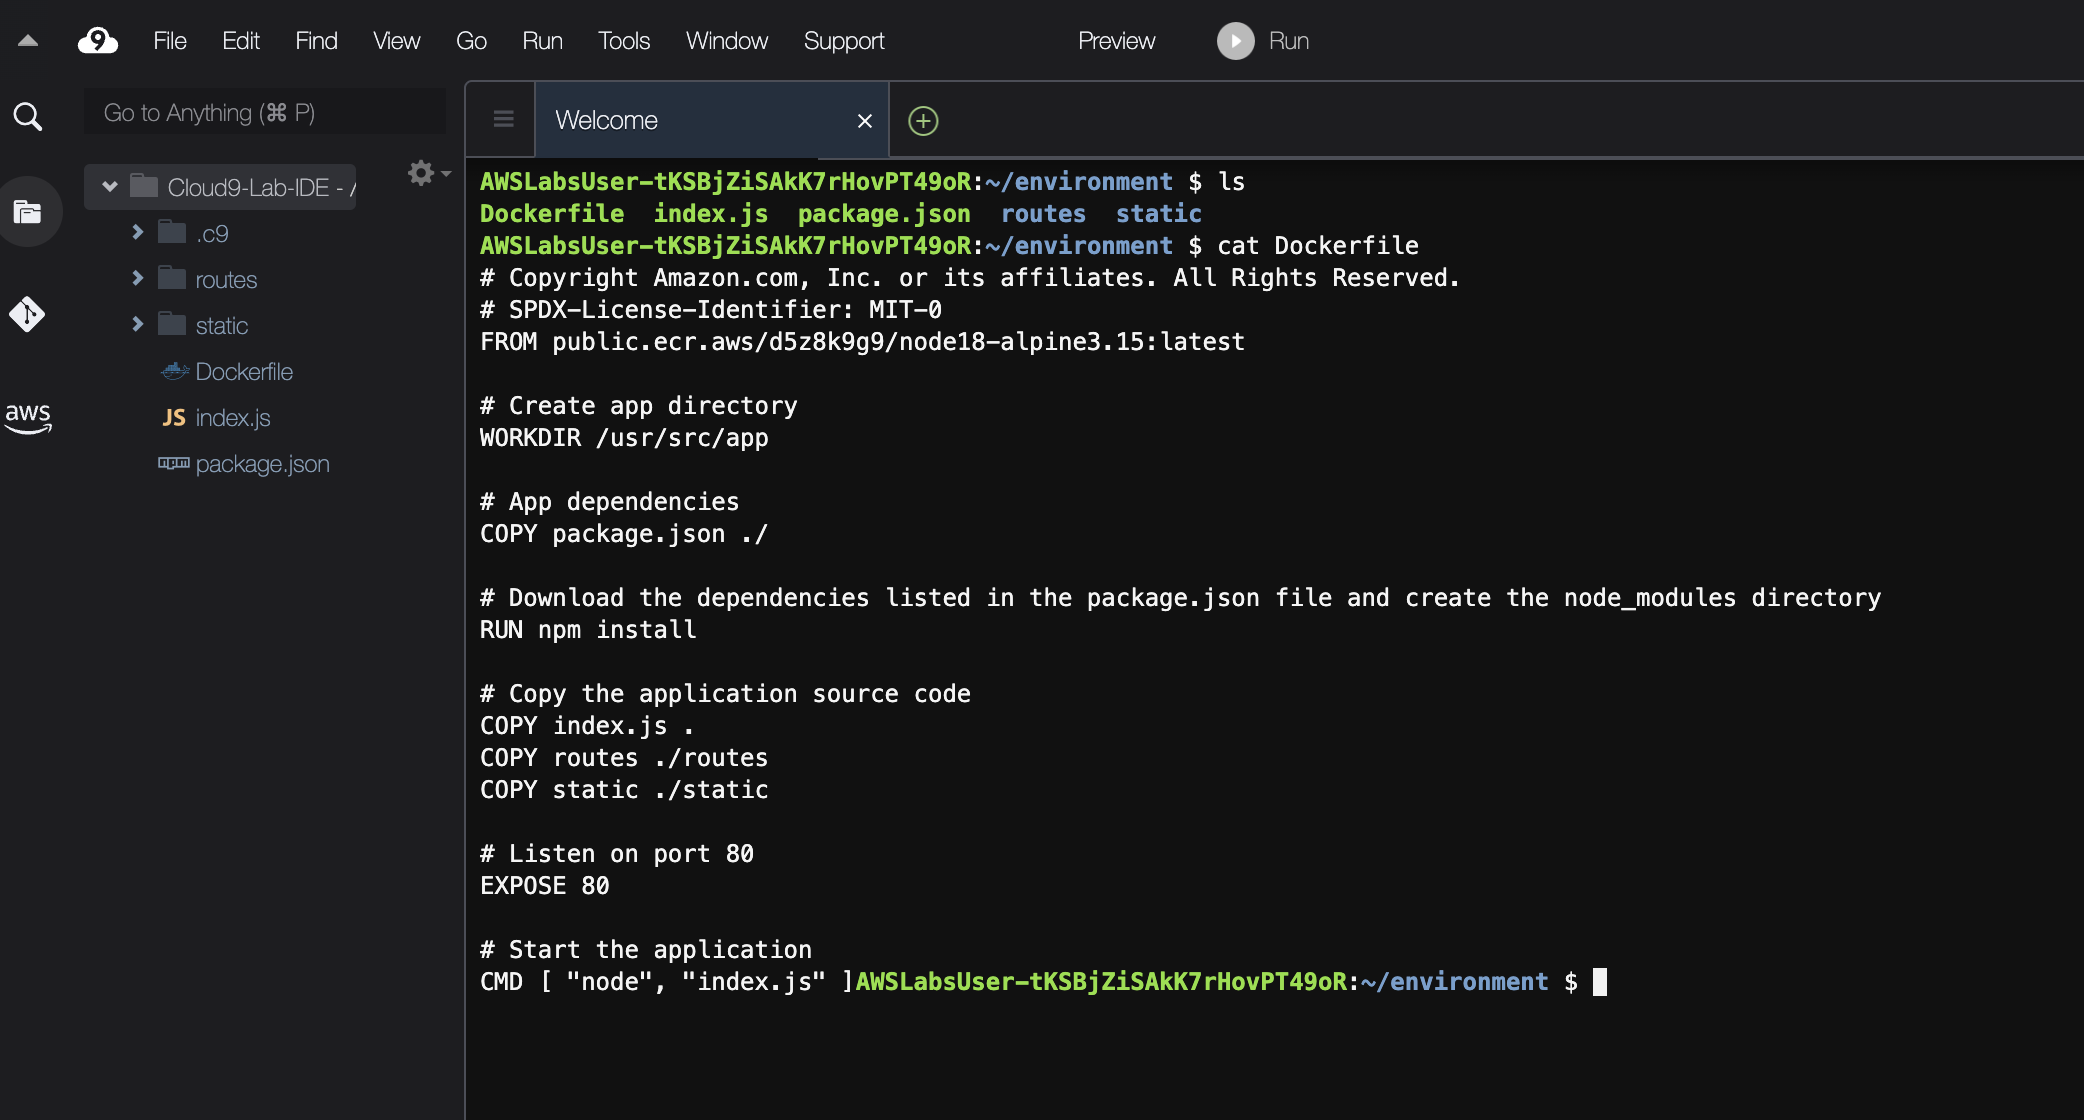 9 File Edit Find View Go Run Tools Window Support Preview Run
Go to Anything (⌘ P)
Welcome
Cloud9-Lab-IDE - /
.c9
routes
static
Dockerfile
JS index.js
package.json
aws
AWSLabsUser-tKSBjZiSAkK7rHovPT49oR:~/environment $ ls
Dockerfile index.js package.json routes static
AWSLabsUser-tKSBjZiSAkK7rHovPT49oR:~/environment $ cat Dockerfile
# Copyright Amazon.com, Inc. or its affiliates. All Rights Reserved.
# SPDX-License-Identifier: MIT-0
FROM public.ecr.aws/d5z8k9g9/node18-alpine3.15:latest
# Create app directory
WORKDIR /usr/src/app
# App dependencies
COPY package.json ./
# Download the dependencies listed in the package.json file and create the node_modules directory
RUN npm install
# Copy the application source code
COPY index.js .
COPY routes ./routes
COPY static ./static
# Listen on port 80
EXPOSE 80
# Start the application
CMD [ "node", "index.js" ]AWSLabsUser-tKSBjZiSAkK7rHovPT49oR:~/environment $